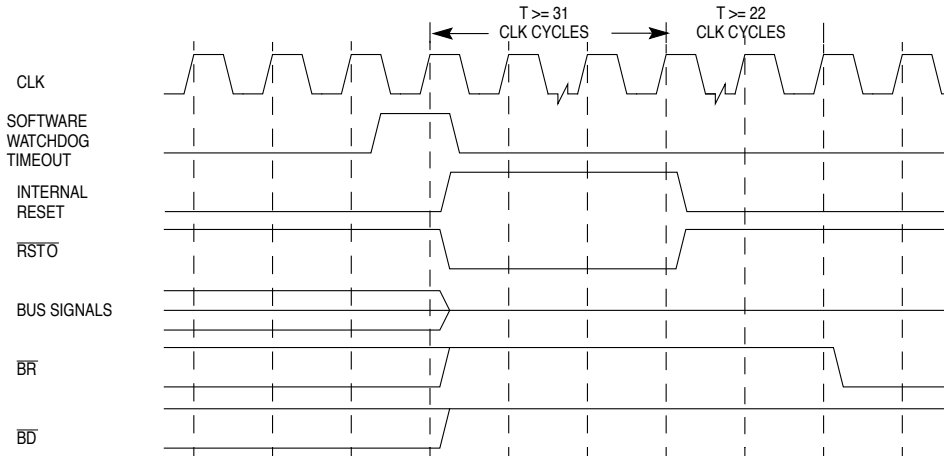 T >= 31
CLK CYCLES
T >= 22
CLK CYCLES
CLK
SOFTWARE
WATCHDOG
TIMEOUT
INTERNAL
RESET
RSTO
BUS SIGNALS
BR
BD